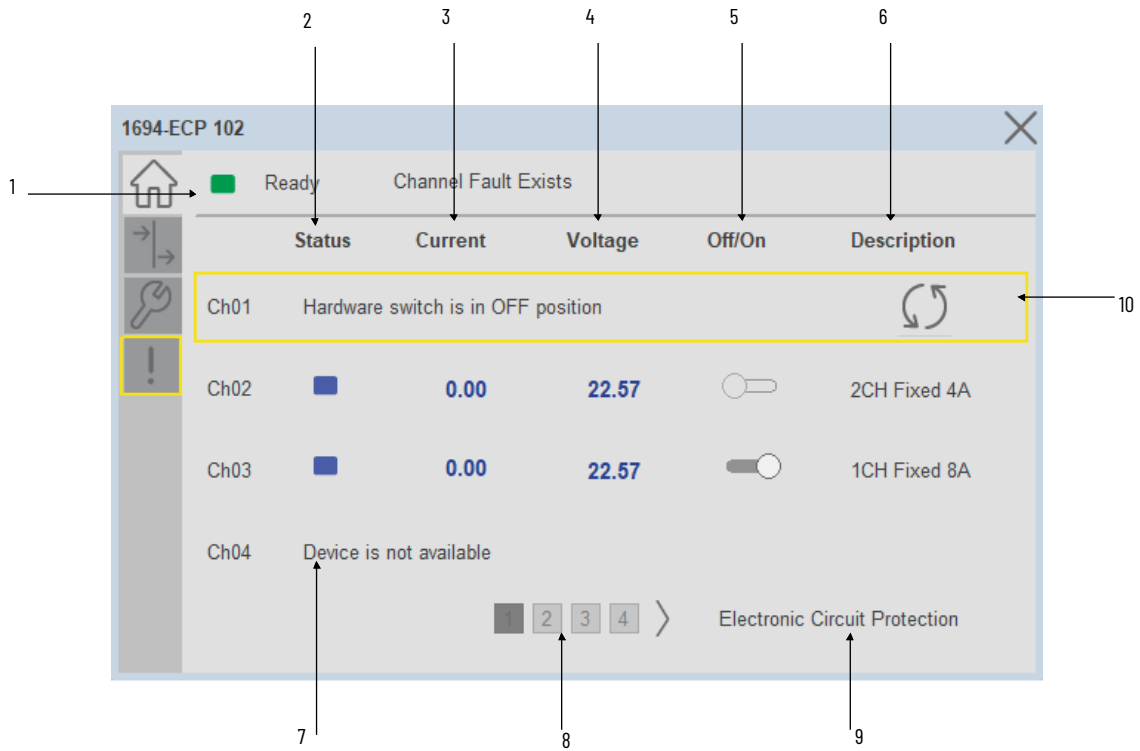 2 3 4 5 6
1694-ECP 102
1
Ready Channel Fault Exists
Status Current Voltage Off/On Description
Ch01 Hardware switch is in OFF position
10
Ch02 0.00 22.57 2CH Fixed 4A
Ch03 0.00 22.57 1CH Fixed 8A
Ch04 Device is not available
1 2 3 4 Electronic Circuit Protection
7 8 9